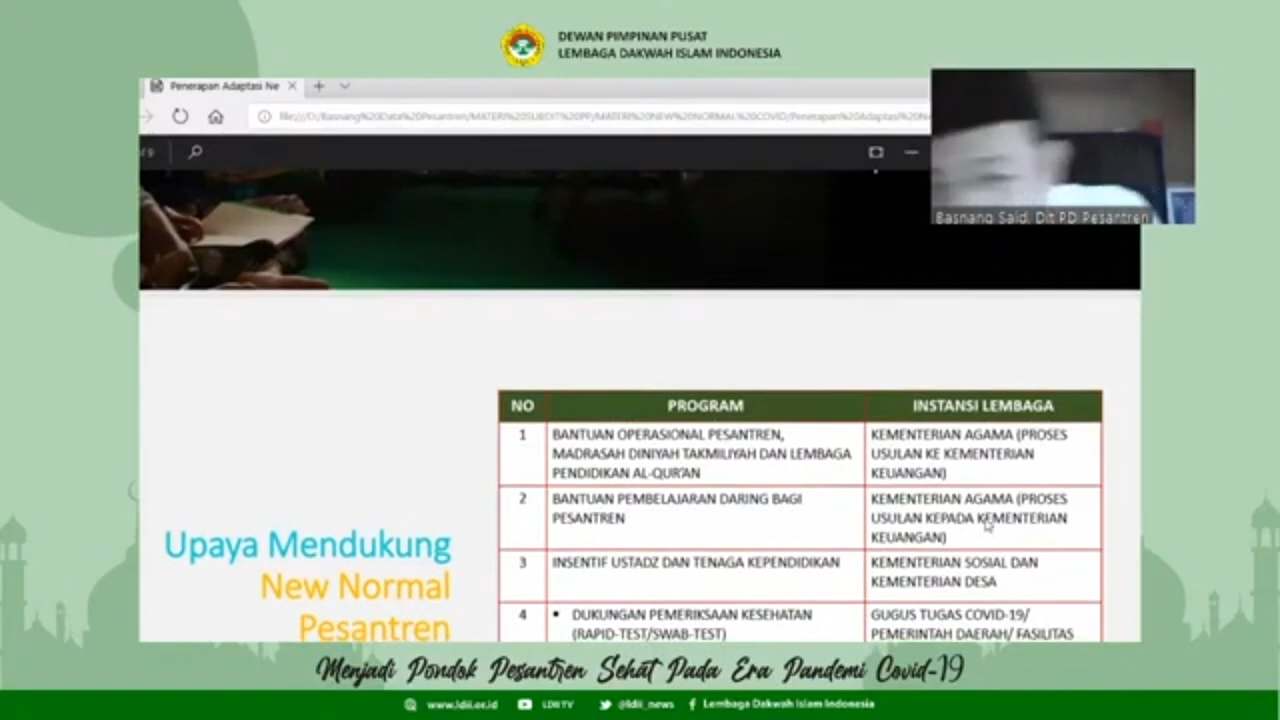 DEWAN PIMPINAN PUSAT
LEMBAGA DAKWAH ISLAM INDONESIA
Penerapan Adaptasi Ne
Basnang Said, Dit PD Pesantren
NO PROGRAM INSTANSI LEMBAGA
1 BANTUAN OPERASIONAL PESANTREN, MADRASAH DINIYAH TAKMILIYAH DAN LEMBAGA PENDIDIKAN AL-QUR'AN KEMENTERIAN AGAMA (PROSES USULAN KE KEMENTERIAN KEUANGAN)
2 BANTUAN PEMBELAJARAN DARING BAGI PESANTREN KEMENTERIAN AGAMA (PROSES USULAN KEPADA KEMENTERIAN KEUANGAN)
3 INSENTIF USTADZ DAN TENAGA KEPENDIDIKAN KEMENTERIAN SOSIAL DAN KEMENTERIAN DESA
4 ▪ DUKUNGAN PEMERIKSAAN KESEHATAN (RAPID-TEST/SWAB-TEST) GUGUS TUGAS COVID-19/ PEMERINTAH DAERAH/ FASILITAS
Upaya Mendukung
New Normal
Pesantren
Menjadi Pondok Pesantren Sehat Pada Era Pandemi Covid-19
www.ldii.or.id LDII TV @ldii_news Lembaga Dakwah Islam Indonesia